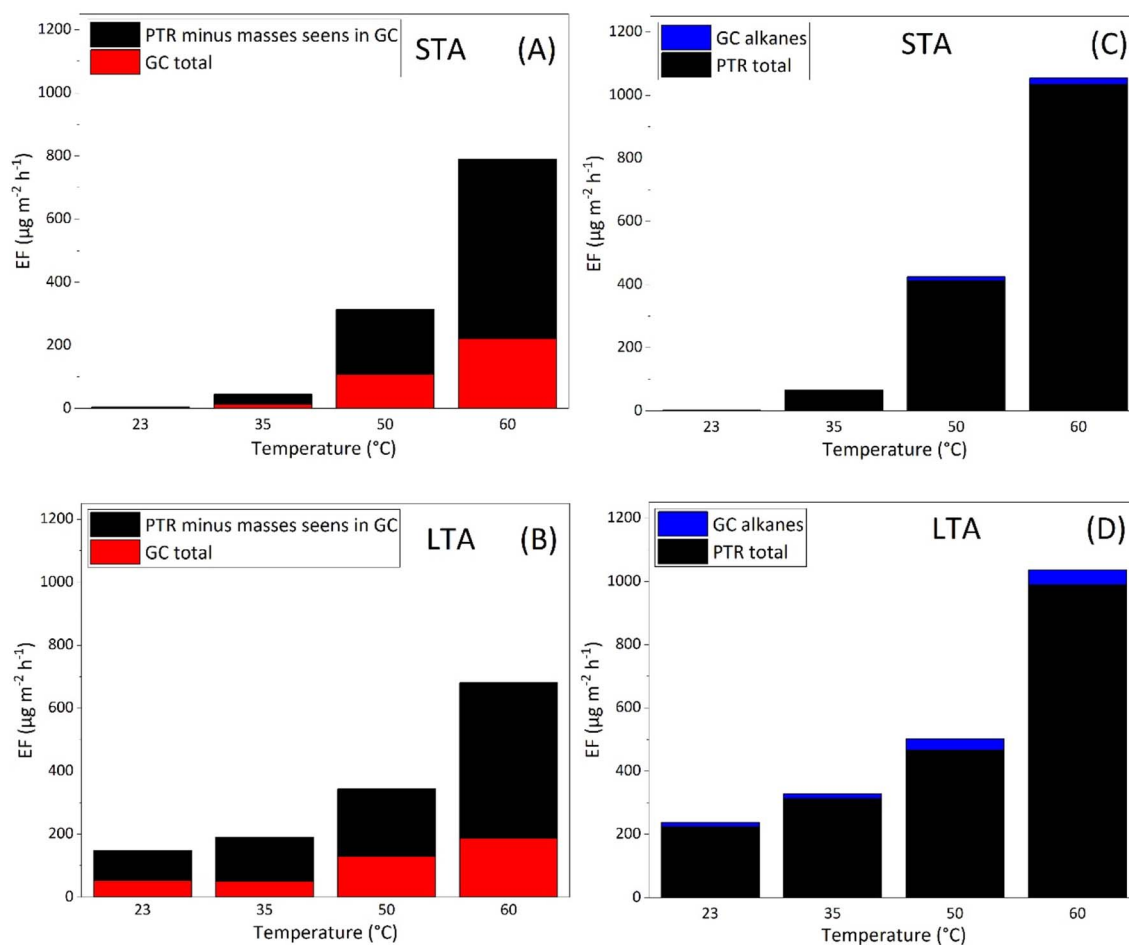 PTR minus masses seens in GC
GC total
STA
(A)
1200
1000
800
600
400
200
0
EF (µg m⁻² h⁻¹)
23 35 50 60
Temperature (°C)
GC alkanes
PTR total
STA
(C)
1200
1000
800
600
400
200
0
EF (µg m⁻² h⁻¹)
23 35 50 60
Temperature (°C)
PTR minus masses seens in GC
GC total
LTA
(B)
1200
1000
800
600
400
200
0
EF (µg m⁻² h⁻¹)
23 35 50 60
Temperature (°C)
GC alkanes
PTR total
LTA
(D)
1200
1000
800
600
400
200
0
EF (µg m⁻² h⁻¹)
23 35 50 60
Temperature (°C)